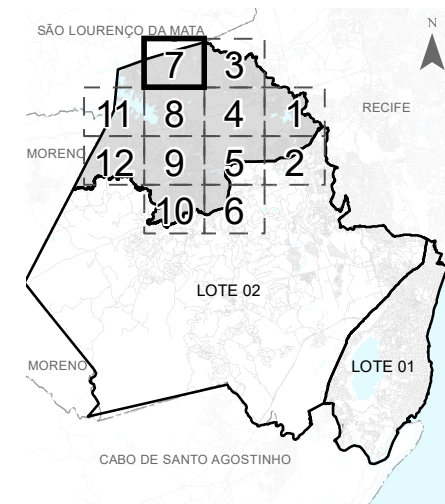 N
SÃO LOURENÇO DA MATA
7 3
11 8 4 1
RECIFE
MORENO
12 9 5 2
10 6
LOTE 02
MORENO
LOTE 01
CABO DE SANTO AGOSTINHO